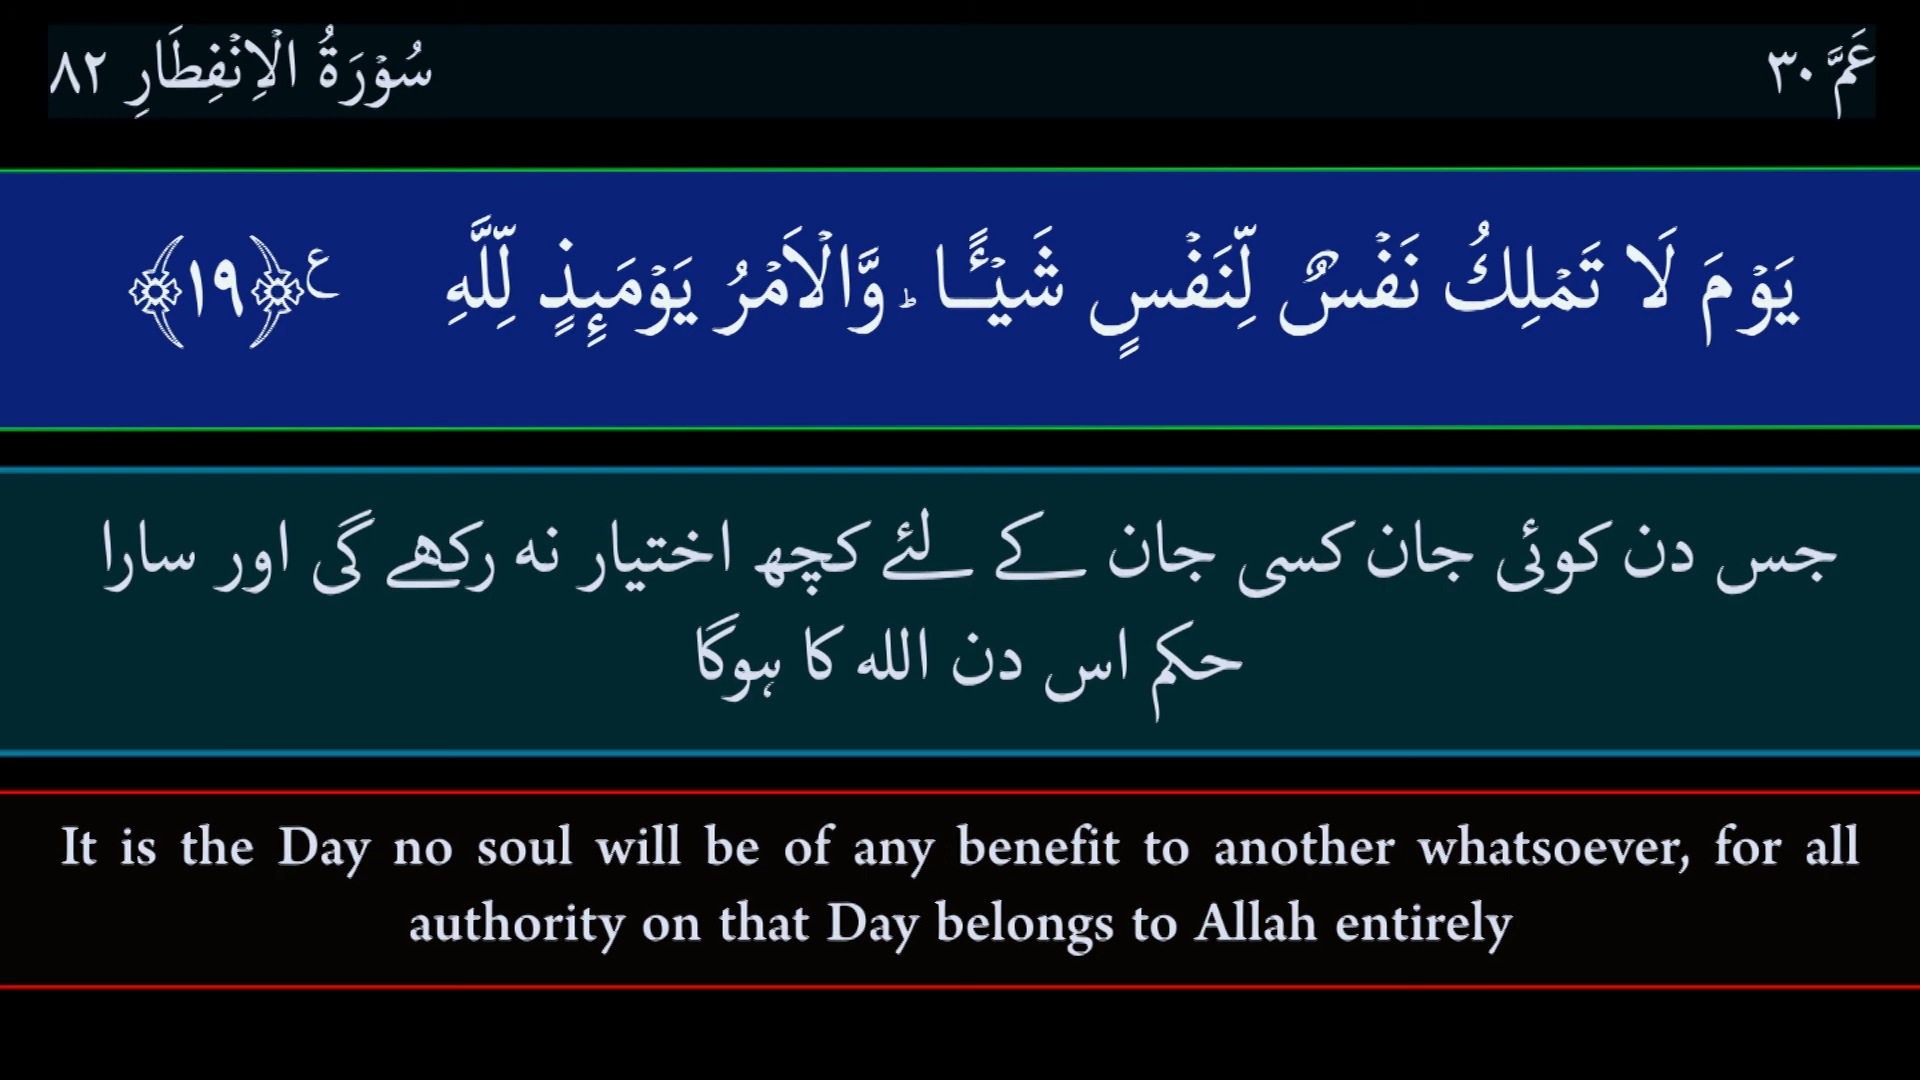 عَمَّ ٣٠
سُوۡرَةُ الۡاِنۡفِطَارِ ٨٢
يَوۡمَ لَا تَمۡلِكُ نَفۡسٌ لِّنَفۡسٍ شَيۡـًٔـا ؕ وَّالۡاَمۡرُ يَوۡمَٮِٕذٍ لِّلَّهِ ﴿١٩﴾ ع
جس دن کوئی جان کسی جان کے لئے کچھ اختیار نہ رکھے گی اور سارا
حکم اس دن اللہ کا ہوگا
It is the Day no soul will be of any benefit to another whatsoever, for all
authority on that Day belongs to Allah entirely